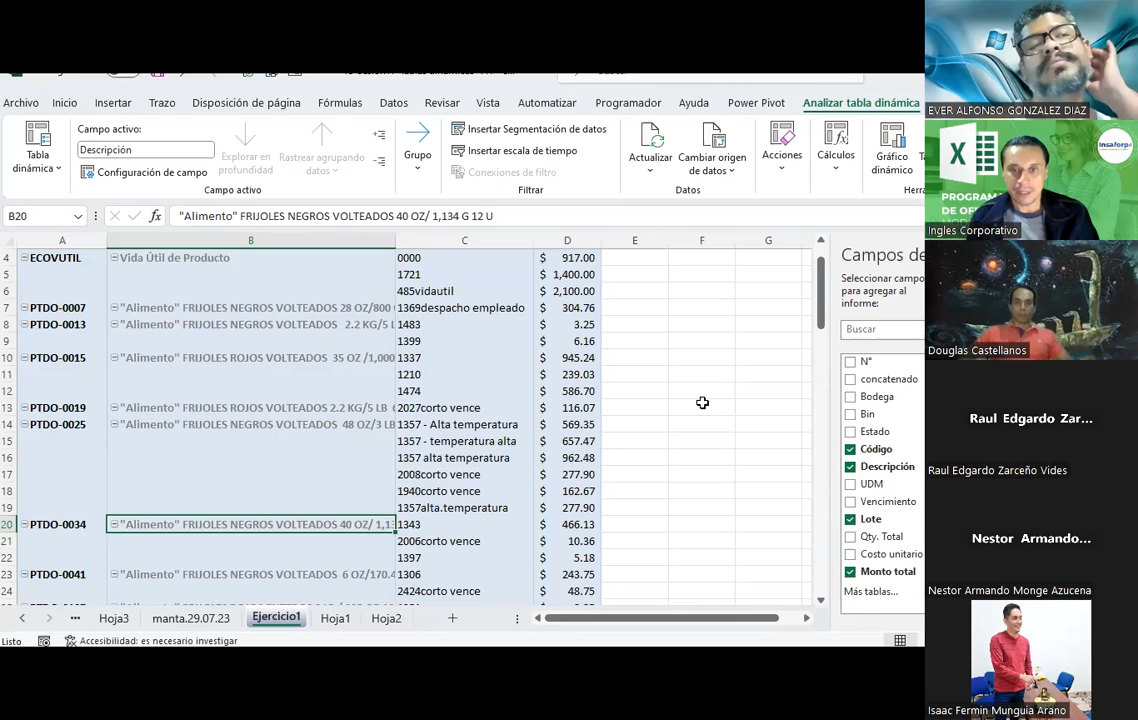 Archivo Inicio Insertar Trazo Disposición de página Fórmulas Datos Revisar Vista Automatizar Programador Ayuda Power Pivot Analizar tabla dinámica
Tabla dinámica
Campo activo:
Descripción
Configuración de campo
Explorar en profundidad
Rastrear agrupando datos
Campo activo
Grupo
Insertar Segmentación de datos
Insertar escala de tiempo
Conexiones de filtro
Filtrar
Actualizar
Cambiar origen de datos
Datos
Acciones
Cálculos
Gráfico dinámico
Herra
B20 fx "Alimento" FRIJOLES NEGROS VOLTEADOS 40 OZ/ 1,134 G 12 U
A B C D E F G
4 ECOVUTIL Vida Útil de Producto 0000 $ 917.00
5 1721 $ 1,400.00
6 485vidautil $ 2,100.00
7 PTDO-0007 "Alimento" FRIJOLES NEGROS VOLTEADOS 28 OZ/800 1369despacho empleado $ 304.76
8 PTDO-0013 "Alimento" FRIJOLES NEGROS VOLTEADOS 2.2 KG/5 L 1483 $ 3.25
9 1399 $ 6.16
10 PTDO-0015 "Alimento" FRIJOLES ROJOS VOLTEADOS 35 OZ /1,000 1337 $ 945.24
11 1210 $ 239.03
12 1474 $ 586.70
13 PTDO-0019 "Alimento" FRIJOLES ROJOS VOLTEADOS 2.2 KG/5 LB 2027corto vence $ 116.07
14 PTDO-0025 "Alimento" FRIJOLES NEGROS VOLTEADOS 48 OZ/3 LB 1357 - Alta temperatura $ 569.35
15 1357 - temperatura alta $ 657.47
16 1357 alta temperatura $ 962.48
17 2008corto vence $ 277.90
18 1940corto vence $ 162.67
19 1357alta.temperatura $ 277.90
20 PTDO-0034 "Alimento" FRIJOLES NEGROS VOLTEADOS 40 OZ/ 1,13 1343 $ 466.13
21 2006corto vence $ 10.36
22 1397 $ 5.18
23 PTDO-0041 "Alimento" FRIJOLES NEGROS VOLTEADOS 6 OZ/170.4 1306 $ 243.75
24 2424corto vence $ 48.75
Campos de
Seleccionar campo
para agregar al
informe:
Buscar
N°
concatenado
Bodega
Bin
Estado
Código
Descripción
UDM
Vencimiento
Lote
Qty. Total
Costo unitario
Monto total
Más tablas...
Hoja3 manta.29.07.23 Ejercicio1 Hoja1 Hoja2
Listo Accesibilidad: es necesario investigar
EVER ALFONSO GONZALEZ DIAZ
insaforp
PROGRAMA
DE OF
Ingles Corporativo
Douglas Castellanos
Raul Edgardo Zar...
Raul Edgardo Zarceño Vides
Nestor Armando...
Nestor Armando Monge Azucena
Isaac Fermin Munguia Arano